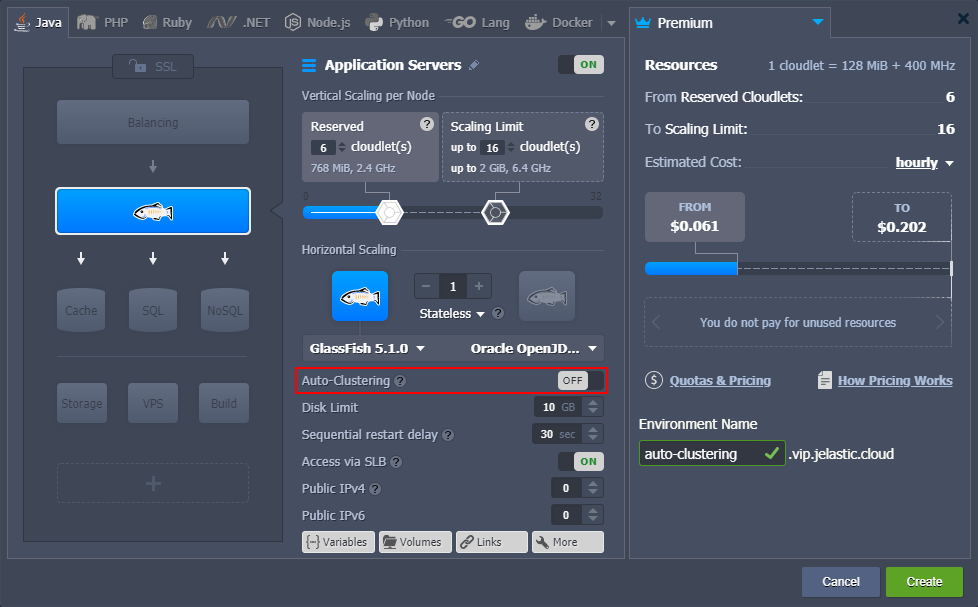 Java PHP Ruby .NET Node.js Python GO Lang Docker
Premium
SSL
Balancing
Cache SQL NoSQL
Storage VPS Build
Application Servers ON
Vertical Scaling per Node
Reserved ?
6 cloudlet(s)
768 MiB, 2.4 GHz
Scaling Limit ?
up to 16 cloudlet(s)
up to 2 GiB, 6.4 GHz
0 32
Horizontal Scaling
1
Stateless ?
GlassFish 5.1.0 Oracle OpenJD...
Auto-Clustering ? OFF
Disk Limit 10 GB
Sequential restart delay ? 30 sec
Access via SLB ? ON
Public IPv4 ? 0
Public IPv6 0
Variables Volumes Links More
Resources 1 cloudlet = 128 MiB + 400 MHz
From Reserved Cloudlets: 6
To Scaling Limit: 16
Estimated Cost: hourly
FROM
$0.061
TO
$0.202
You do not pay for unused resources
$ Quotas & Pricing How Pricing Works
Environment Name
auto-clustering .vip.jelastic.cloud
Cancel Create